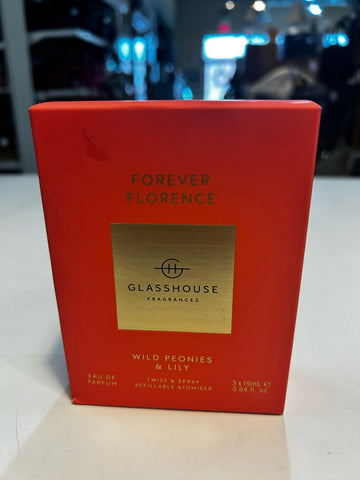 FOREVER
FLORENCE
GLASSHOUSE
FRAGRANCES
WILD PEONIES
& LILY
EAU DE
PARFUM
TWIST & SPRAY
REFILLABLE ATOMISER
3 x 19mL e
0.64 fl. oz